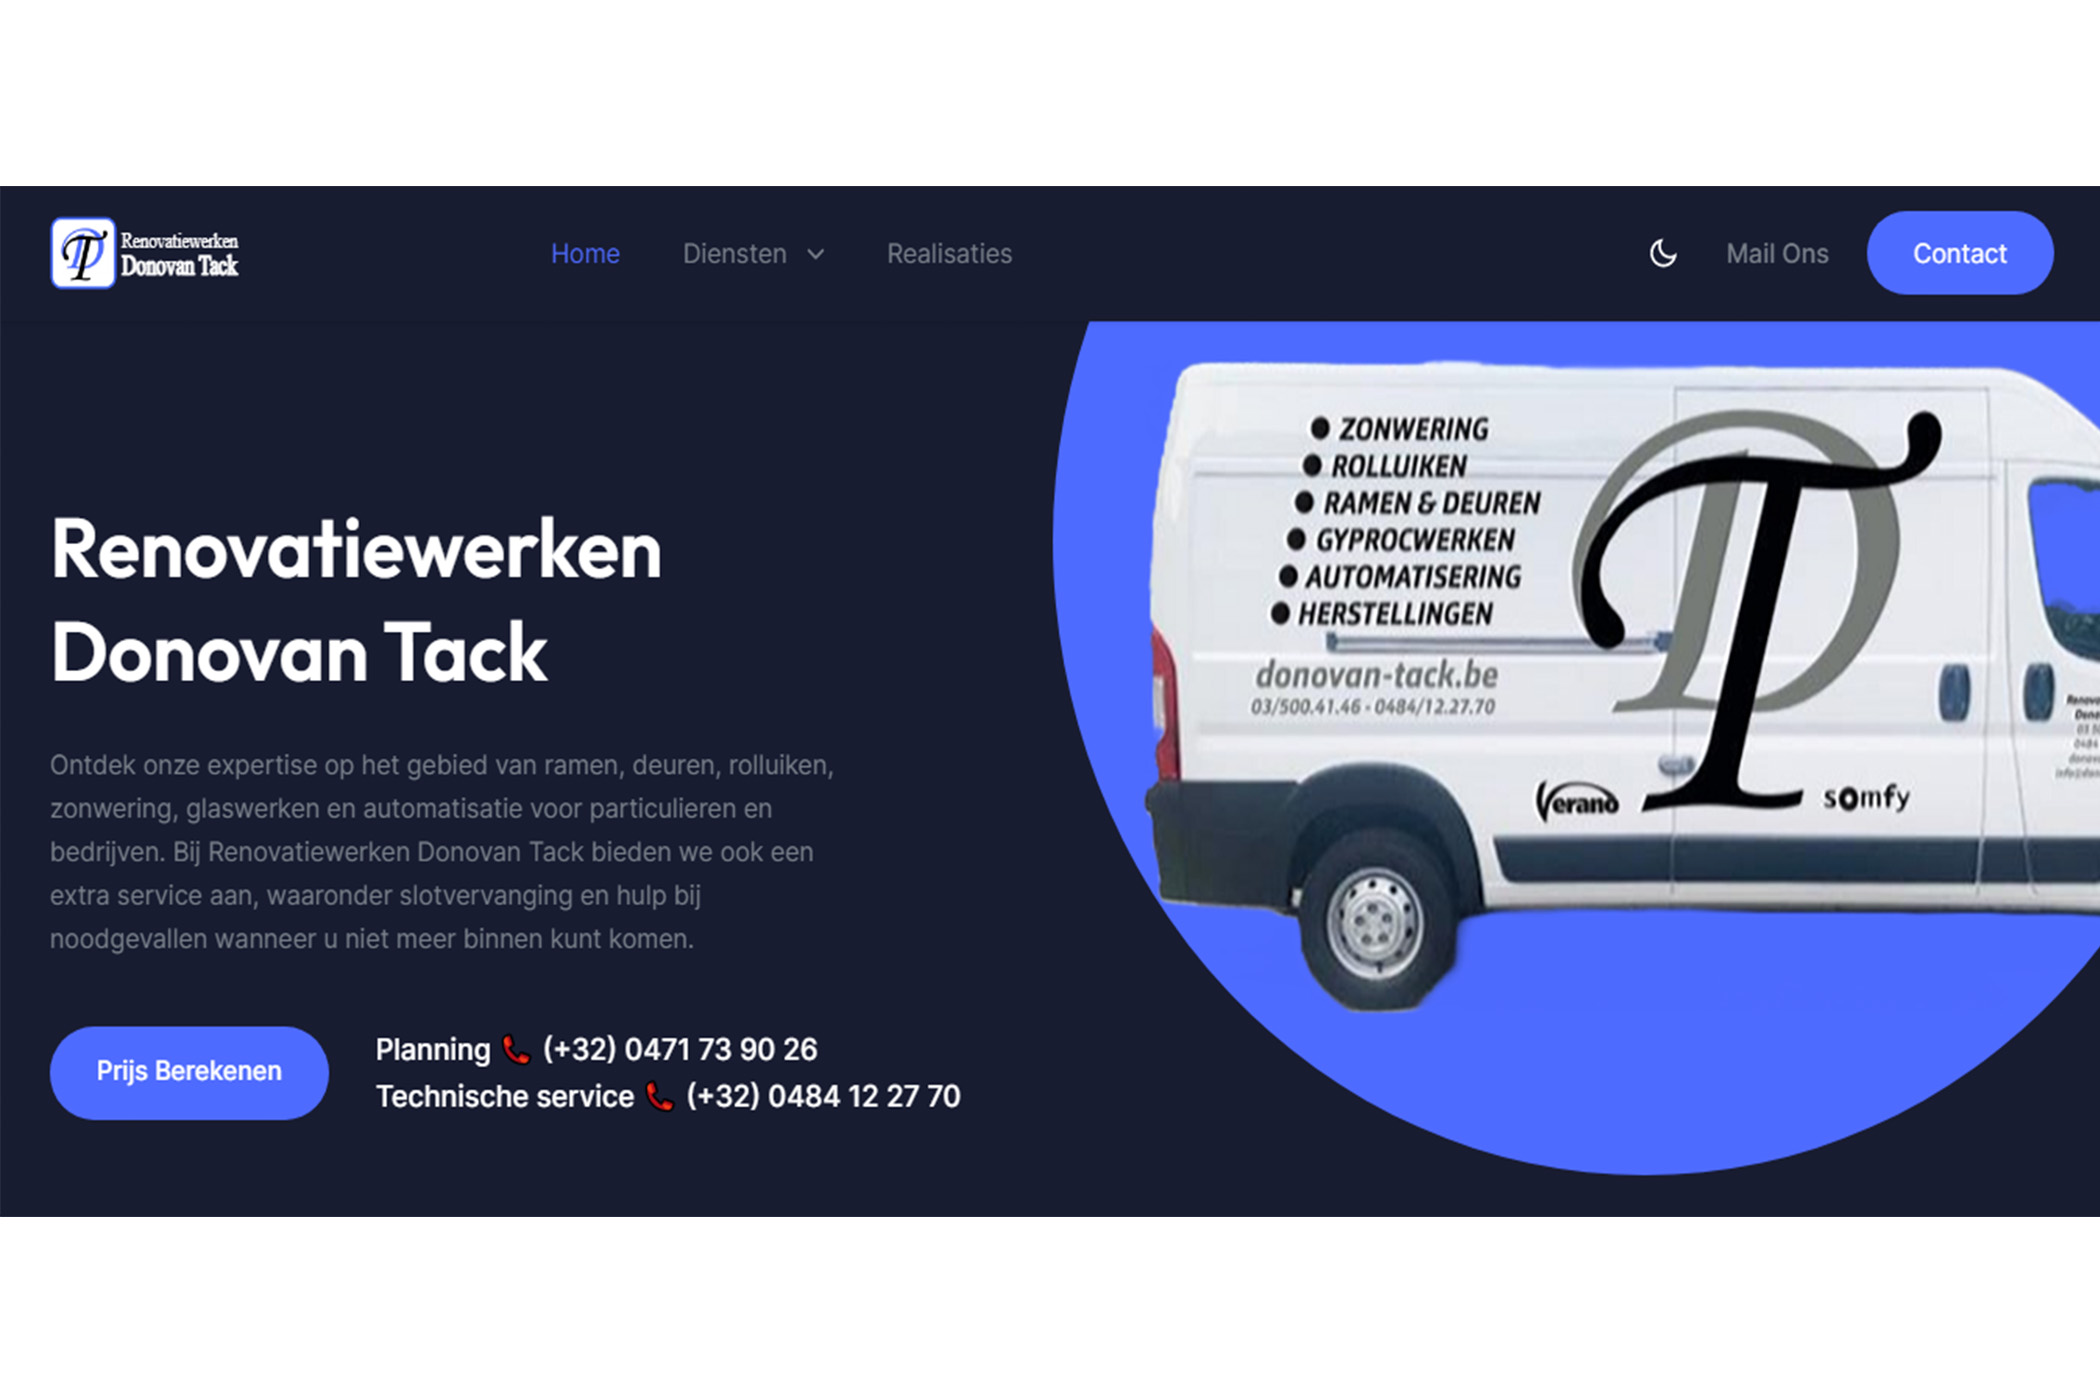 Renovatiewerken
Donovan Tack
Home
Diensten
Realisaties
Mail Ons
Contact
Renovatiewerken
Donovan Tack
Ontdek onze expertise op het gebied van ramen, deuren, rolluiken,
zonwering, glaswerken en automatisatie voor particulieren en
bedrijven. Bij Renovatiewerken Donovan Tack bieden we ook een
extra service aan, waaronder slotvervanging en hulp bij
noodgevallen wanneer u niet meer binnen kunt komen.
Prijs Berekenen
Planning 📞 (+32) 0471 73 90 26
Technische service 📞 (+32) 0484 12 27 70
● ZONWERING
● ROLLUIKEN
● RAMEN & DEUREN
● GYPROCWERKEN
● AUTOMATISERING
● HERSTELLINGEN
donovan-tack.be
03/500.41.46 - 0484/12.27.70
DT
Verano
somfy